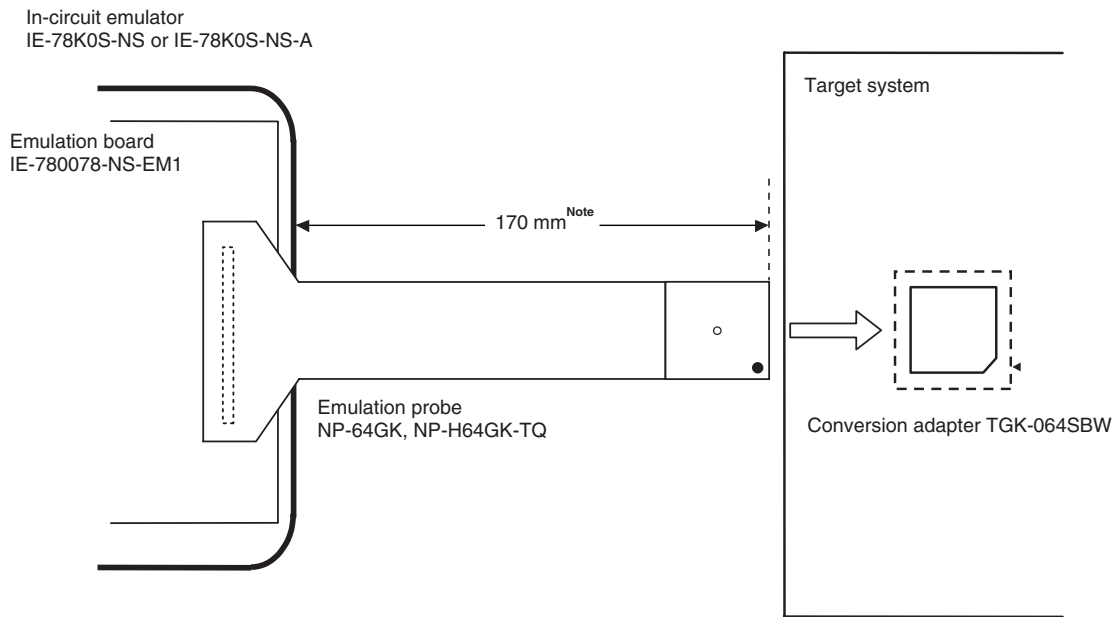 In-circuit emulator
IE-78K0S-NS or IE-78K0S-NS-A
Target system
Emulation board
IE-780078-NS-EM1
170 mmNote
Emulation probe
NP-64GK, NP-H64GK-TQ
Conversion adapter TGK-064SBW